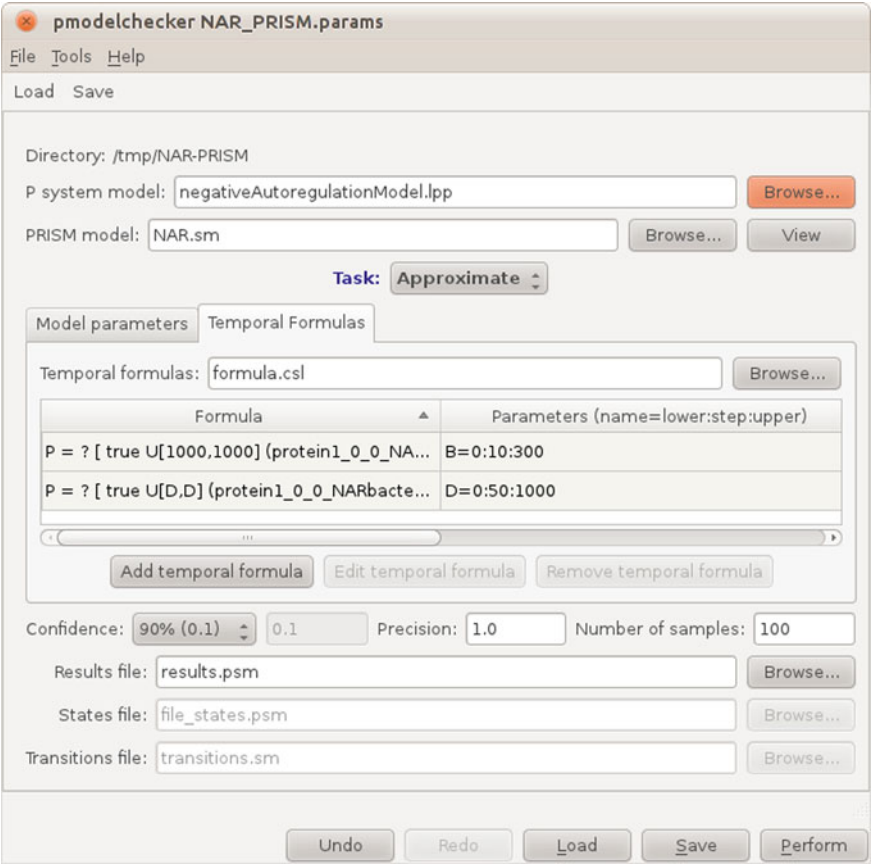 pmodelchecker NAR_PRISM.params
File Tools Help
Load Save
Directory: /tmp/NAR-PRISM
P system model: negativeAutoregulationModel.lpp Browse...
PRISM model: NAR.sm Browse... View
Task: Approximate
Model parameters Temporal Formulas
Temporal formulas: formula.csl Browse...
Formula Parameters (name=lower:step:upper)
P = ? [ true U[1000,1000] (protein1_0_0_NA... B=0:10:300
P = ? [ true U[D,D] (protein1_0_0_NARbacte... D=0:50:1000
Add temporal formula Edit temporal formula Remove temporal formula
Confidence: 90% (0.1) 0.1 Precision: 1.0 Number of samples: 100
Results file: results.psm Browse...
States file: file_states.psm Browse...
Transitions file: transitions.sm Browse...
Undo Redo Load Save Perform